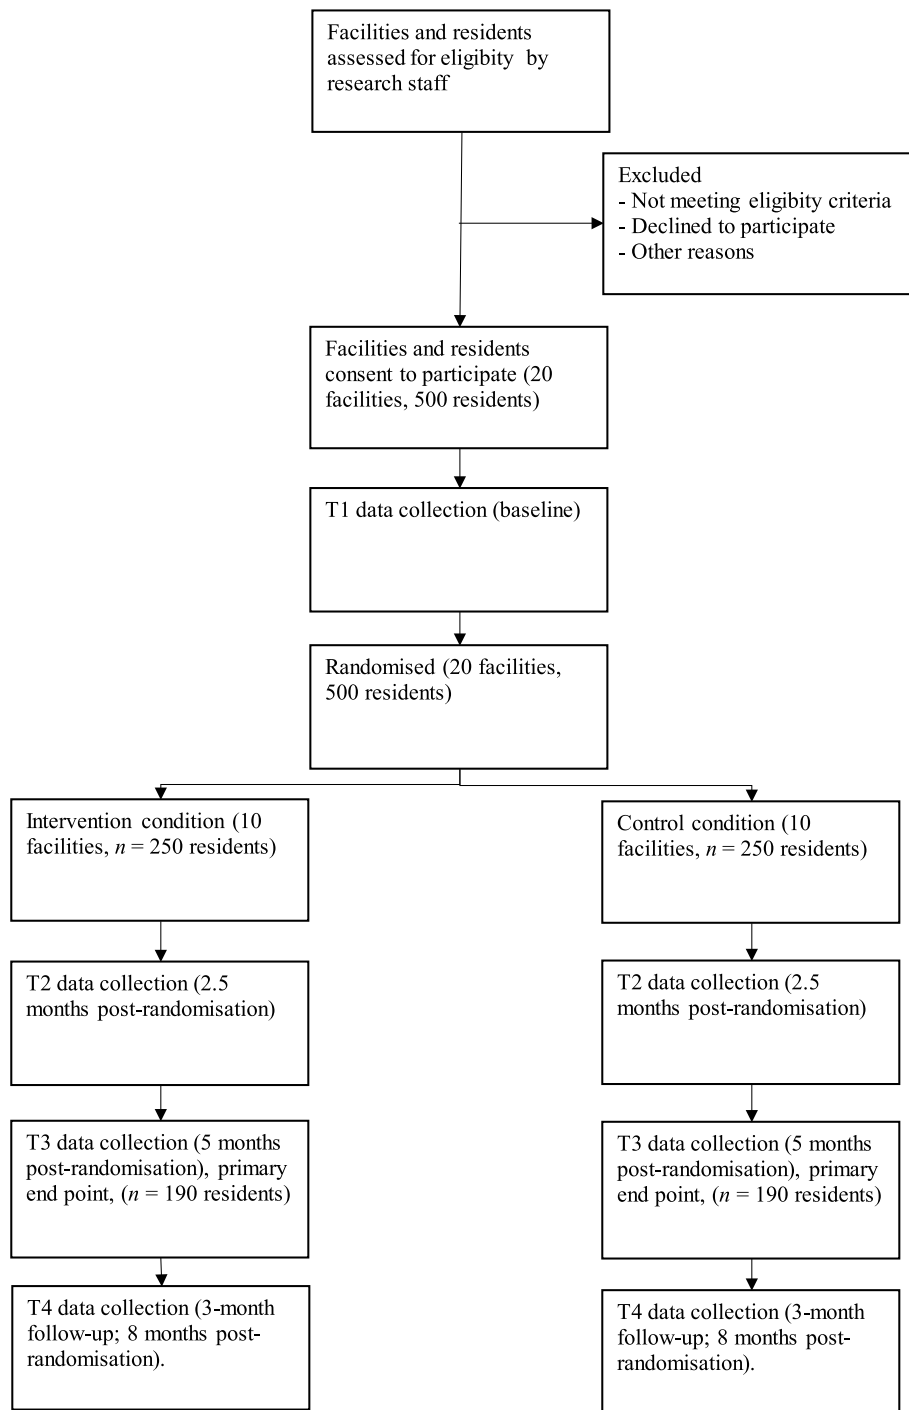 Facilities and residents
assessed for eligibity by
research staff
Excluded
- Not meeting eligibity criteria
- Declined to participate
- Other reasons
Facilities and residents
consent to participate (20
facilities, 500 residents)
T1 data collection (baseline)
Randomised (20 facilities,
500 residents)
Intervention condition (10
facilities, n = 250 residents)
Control condition (10
facilities, n = 250 residents)
T2 data collection (2.5
months post-randomisation)
T2 data collection (2.5
months post-randomisation)
T3 data collection (5 months
post-randomisation), primary
end point, (n = 190 residents)
T3 data collection (5 months
post-randomisation), primary
end point, (n = 190 residents)
T4 data collection (3-month
follow-up; 8 months post-
randomisation).
T4 data collection (3-month
follow-up; 8 months post-
randomisation).